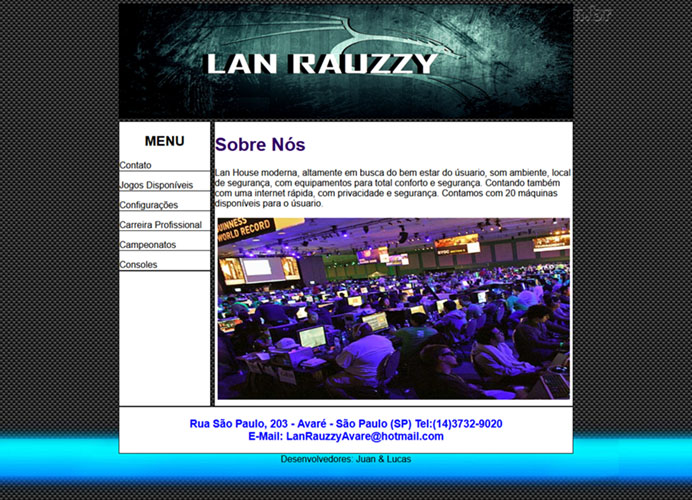 LAN RAUZZY
MENU
Contato
Jogos Disponíveis
Configurações
Carreira Profissional
Campeonatos
Consoles
Sobre Nós
Lan House moderna, altamente em busca do bem estar do úsuario, som ambiente, local
de segurança, com equipamentos para total conforto e segurança. Contando também
com uma internet rápida, com privacidade e segurança. Contamos com 20 máquinas
disponíveis para o úsuario.
GUINNESS
WORLD RECORD
Rua São Paulo, 203 - Avaré - São Paulo (SP) Tel:(14)3732-9020
E-Mail: LanRauzzyAvare@hotmail.com
Desenvolvedores: Juan & Lucas